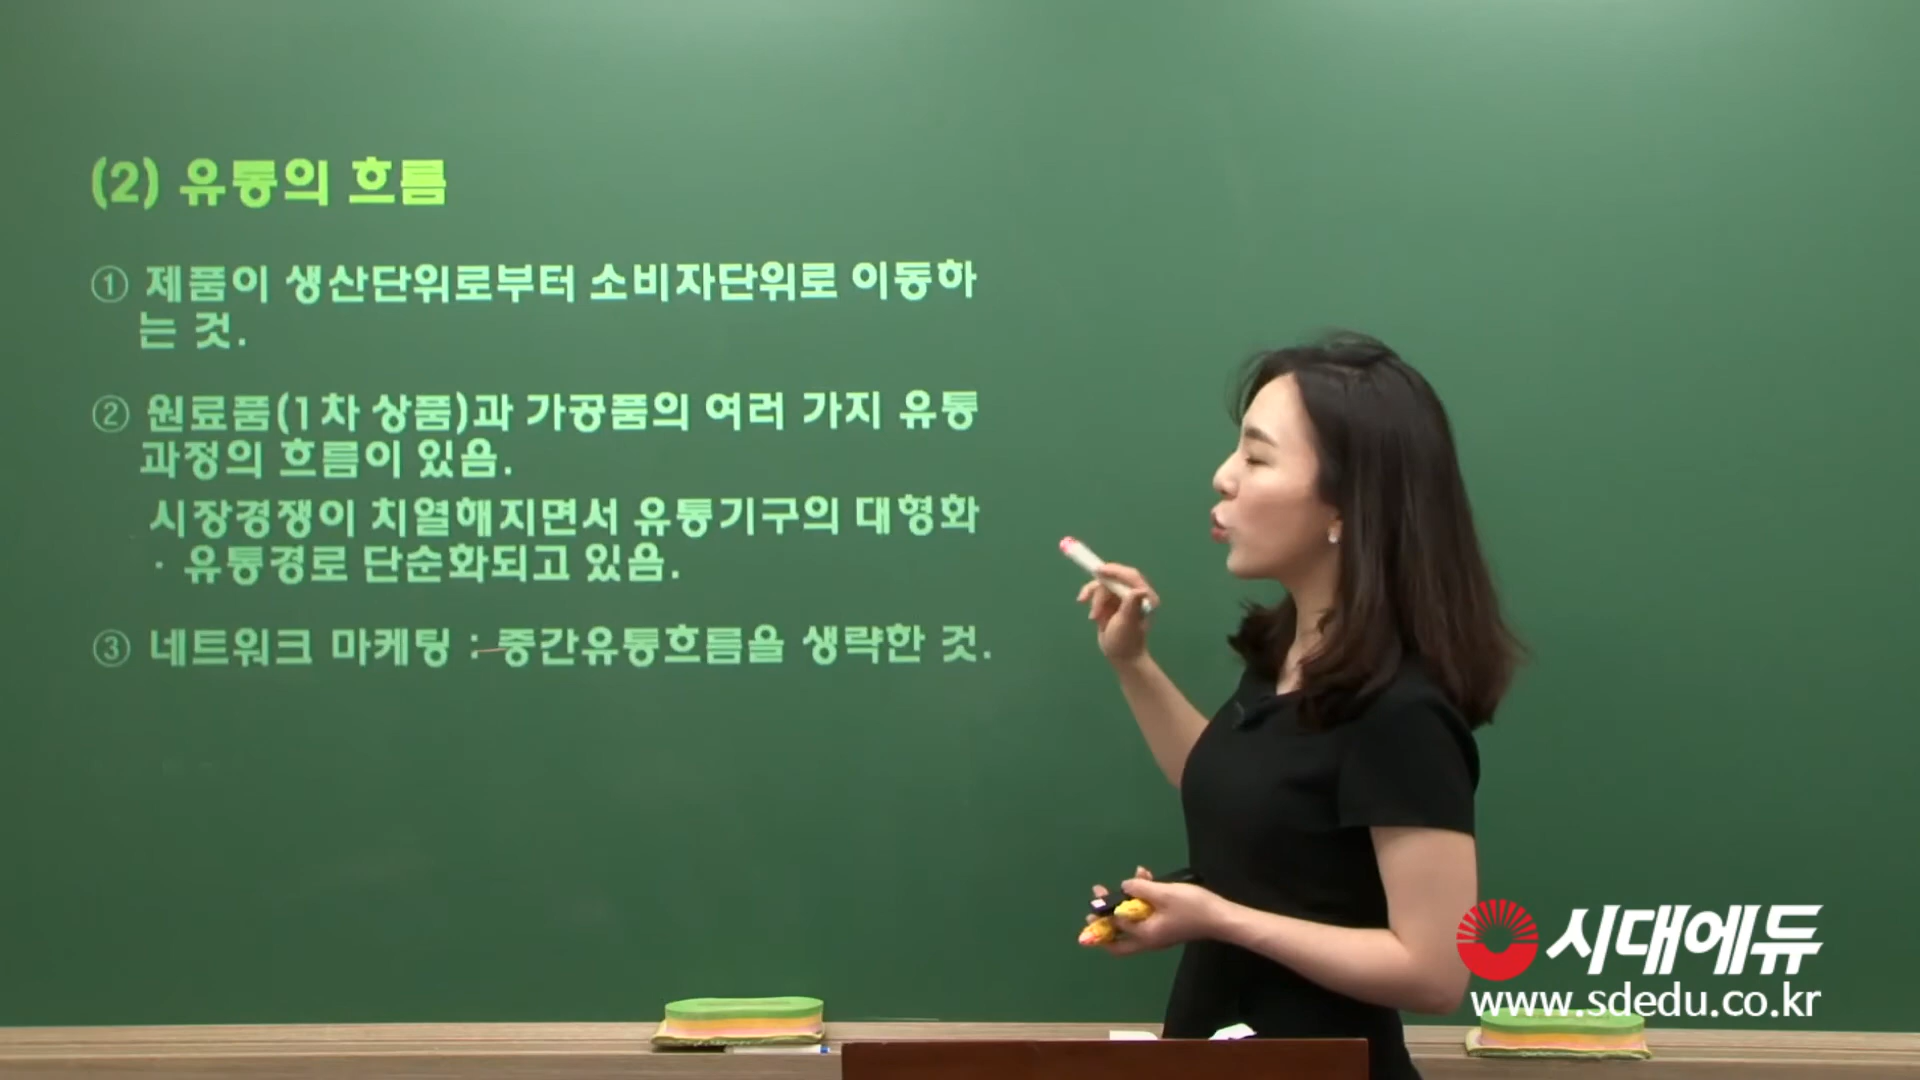 (2) 유통의 흐름
① 제품이 생산단위로부터 소비자단위로 이동하
는 것.
② 원료품(1차 상품)과 가공품의 여러 가지 유통
과정의 흐름이 있음.
시장경쟁이 치열해지면서 유통기구의 대형화
· 유통경로 단순화되고 있음.
③ 네트워크 마케팅 : 중간유통흐름을 생략한 것.
시대에듀
www.sdedu.co.kr